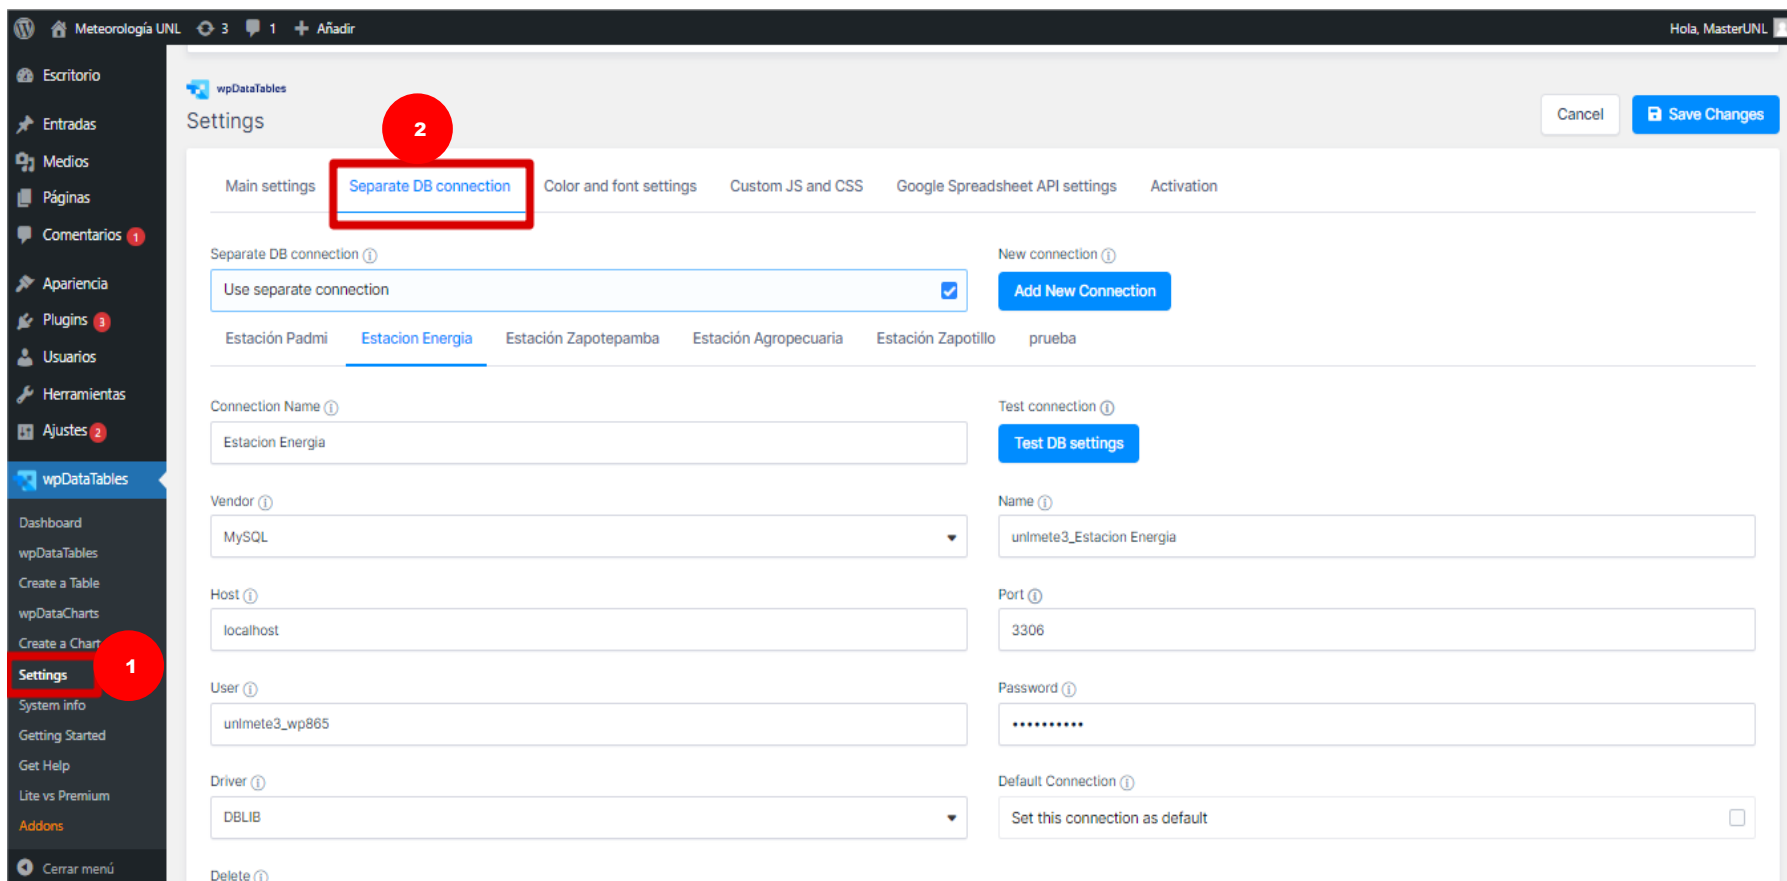 Meteorología UNL 3 1 + Añadir Hola, MasterUNL
Escritorio
Entradas
Medios
Páginas
Comentarios 1
Apariencia
Plugins 3
Usuarios
Herramientas
Ajustes 2
wpDataTables
Dashboard
wpDataTables
Create a Table
wpDataCharts
Create a Chart
Settings
1
System info
Getting Started
Get Help
Lite vs Premium
Addons
Cerrar menú
wpDataTables
Settings
2
Cancel Save Changes
Main settings Separate DB connection Color and font settings Custom JS and CSS Google Spreadsheet API settings Activation
Separate DB connection New connection
Use separate connection Add New Connection
Estación Padmi Estacion Energia Estación Zapotepamba Estación Agropecuaria Estación Zapotillo prueba
Connection Name Test connection
Estacion Energia Test DB settings
Vendor Name
MySQL unlmete3_Estacion Energia
Host Port
localhost 3306
User Password
unlmete3_wp865 ••••••••••
Driver Default Connection
DBLIB Set this connection as default
Delete